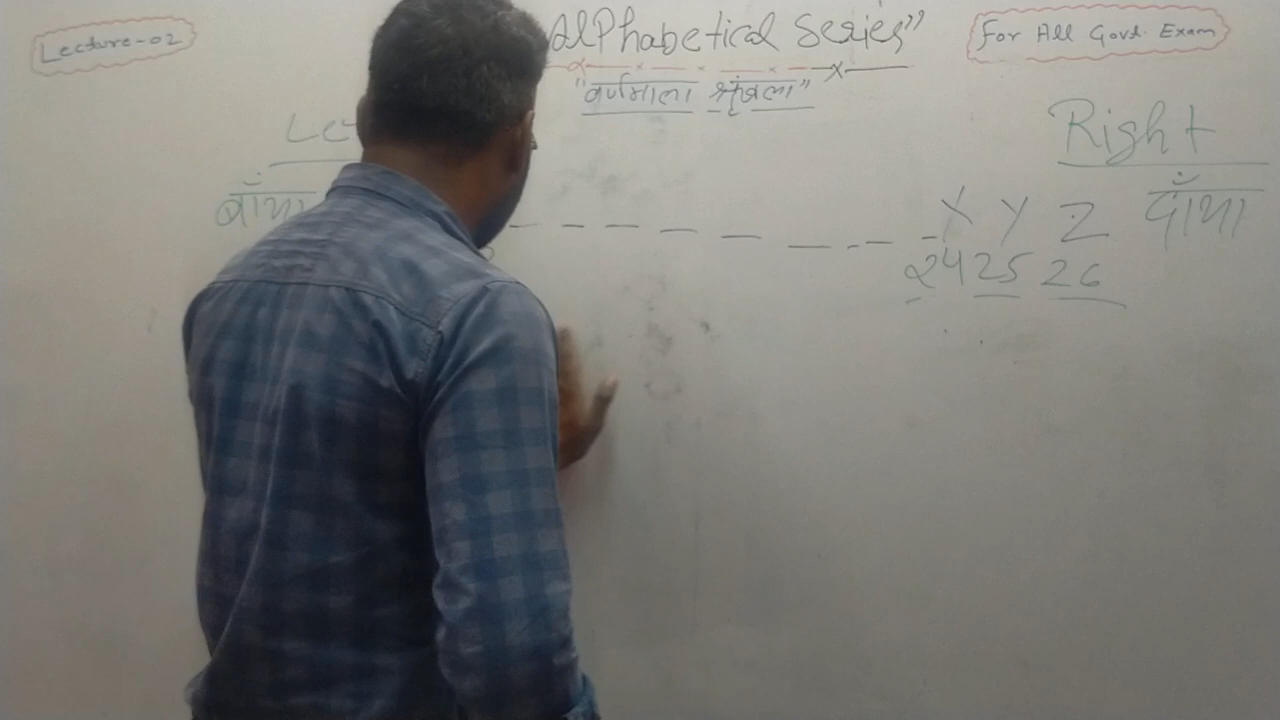 Lecture-02
Alphabetical Series"
For All Govt. Exam
"वर्णमाला श्रृंखला"
Right
बाँया
X Y Z दाँया
24 25 26